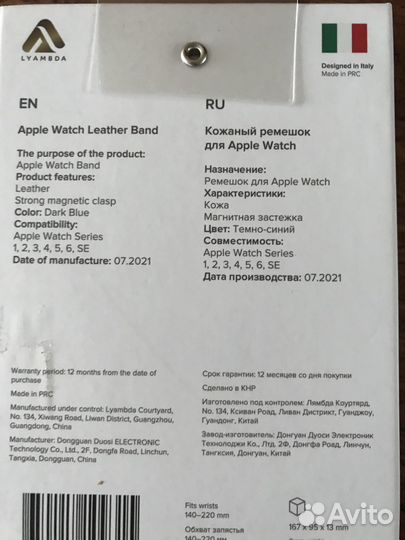 LYAMBDA
Designed in Italy
Made in PRC
EN
Apple Watch Leather Band
The purpose of the product:
Apple Watch Band
Product features:
Leather
Strong magnetic clasp
Color: Dark Blue
Compatibility:
Apple Watch Series
1, 2, 3, 4, 5, 6, SE
Date of manufacture: 07.2021
RU
Кожаный ремешок
для Apple Watch
Назначение:
Ремешок для Apple Watch
Характеристики:
Кожа
Магнитная застежка
Цвет: Темно-синий
Совместимость:
Apple Watch Series
1, 2, 3, 4, 5, 6, SE
Дата производства: 07.2021
Warranty period: 12 months from the date of
purchase
Made in PRC
Manufactured under control: Lyambda Courtyard,
No. 134, Xiwang Road, Liwan District, Guangzhou,
Guangdong, China
Manufacturer: Dongguan Duosi ELECTRONIC
Technology Co., Ltd., 2F, Dongfa Road, Linchun,
Tangxia, Dongguan, China
Срок гарантии: 12 месяцев со дня покупки
Сделано в КНР
Изготовлено под контролем: Лямбда Коуртярд,
No. 134, Ксиван Роад, Ливан Дистрикт, Гуанджоу,
Гуандонг, Китай
Завод-изготовитель: Донгуан Дуоси Электроник
Технолоджи Ко., Лтд, 2Ф, Донгфа Роад, Линчун,
Тангксия, Донгуан, Китай
Fits wrists
140-220 mm
Обхват запястья
140-220 мм
167 x 95 x 13 mm
Avito